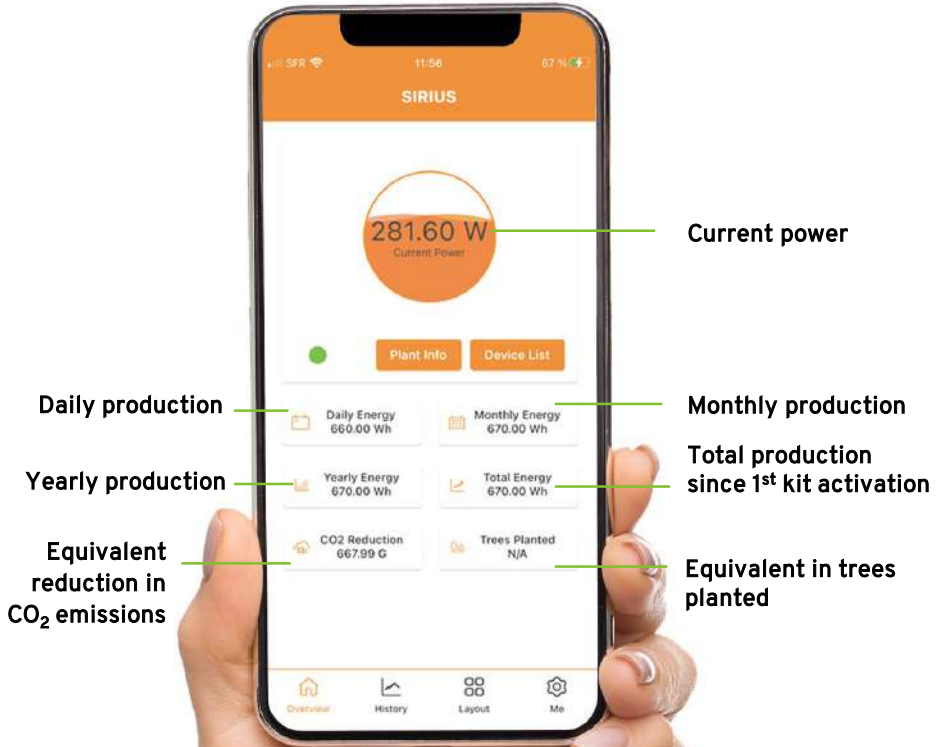 SFR
11:56
67 %
SIRIUS
281.60 W
Current Power
Current power
Plant Info
Device List
Daily production
Daily Energy
660.00 Wh
Monthly Energy
670.00 Wh
Monthly production
Yearly production
Yearly Energy
670.00 Wh
Total Energy
670.00 Wh
Total production
since 1st kit activation
Equivalent
reduction in
CO₂ emissions
CO2 Reduction
667.99 G
Trees Planted
N/A
Equivalent in trees
planted
Overview
History
Layout
Me